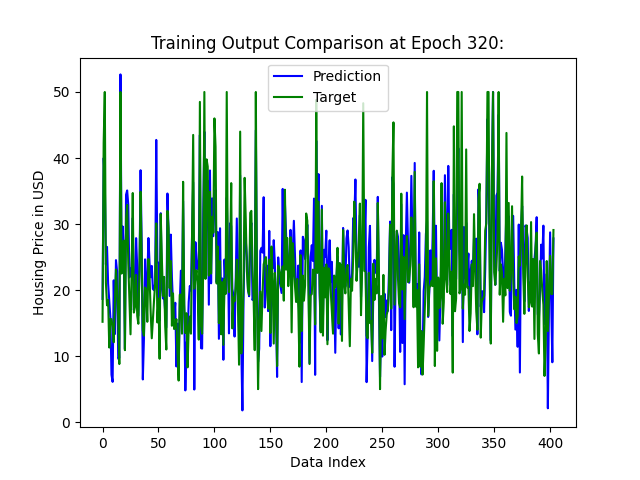 Training Output Comparison at Epoch 320:
Prediction
Target
Housing Price in USD
50
40
30
20
10
0
0 50 100 150 200 250 300 350 400
Data Index